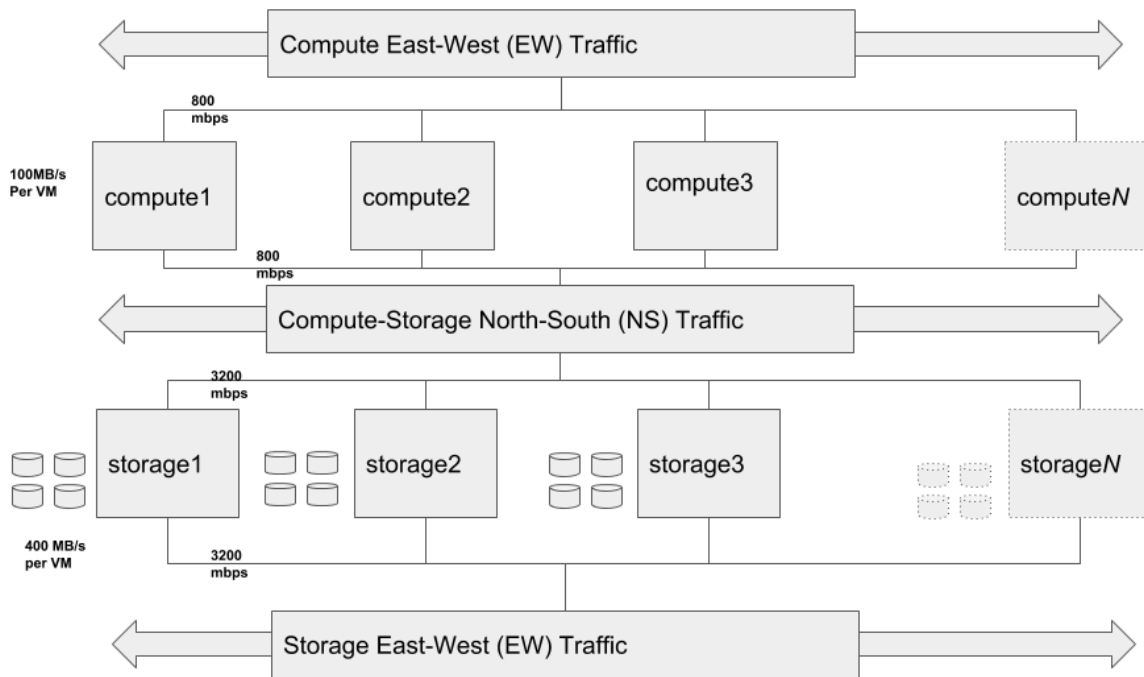 Compute East-West (EW) Traffic
800
mbps
100MB/s
Per VM
compute1
compute2
compute3
computeN
800
mbps
Compute-Storage North-South (NS) Traffic
3200
mbps
storage1
storage2
storage3
storageN
400 MB/s
per VM
3200
mbps
Storage East-West (EW) Traffic